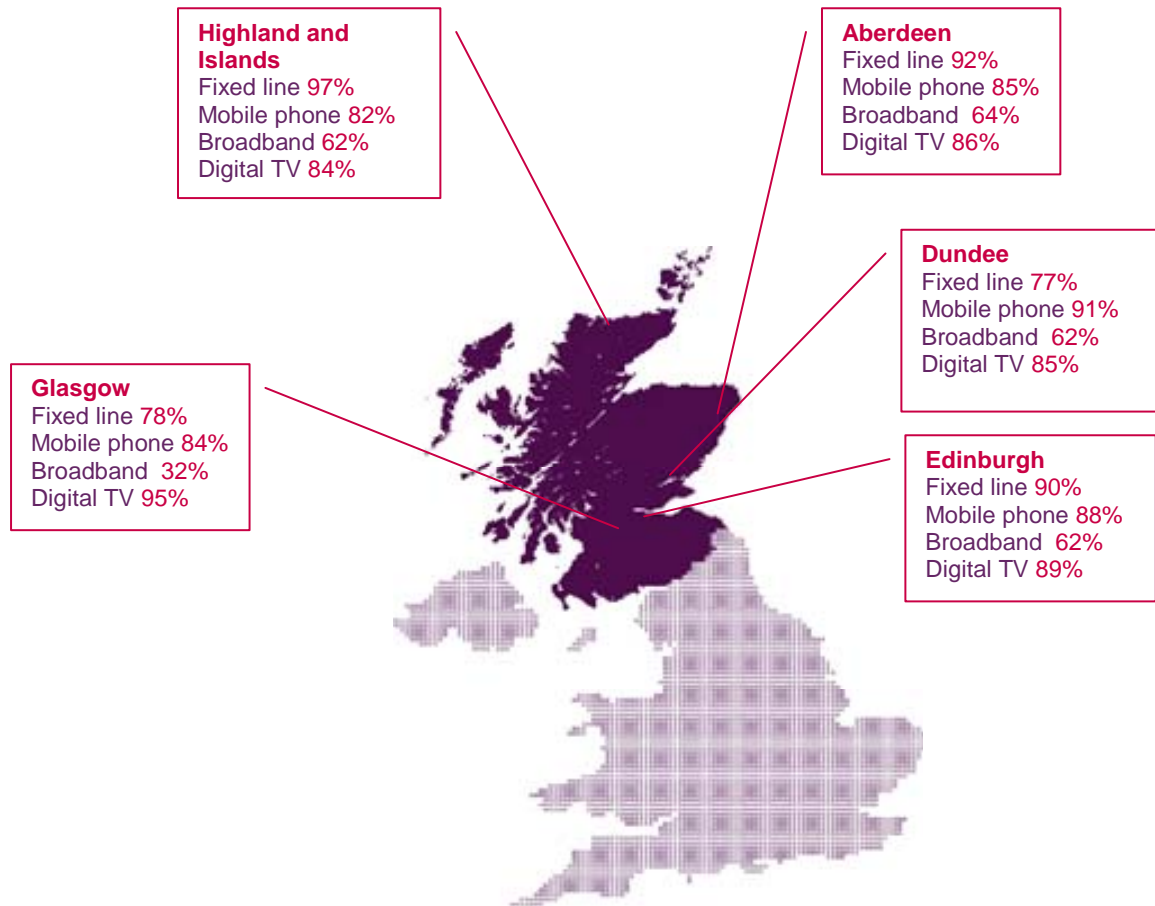 Highland and
Islands
Fixed line 97%
Mobile phone 82%
Broadband 62%
Digital TV 84%
Aberdeen
Fixed line 92%
Mobile phone 85%
Broadband 64%
Digital TV 86%
Dundee
Fixed line 77%
Mobile phone 91%
Broadband 62%
Digital TV 85%
Glasgow
Fixed line 78%
Mobile phone 84%
Broadband 32%
Digital TV 95%
Edinburgh
Fixed line 90%
Mobile phone 88%
Broadband 62%
Digital TV 89%